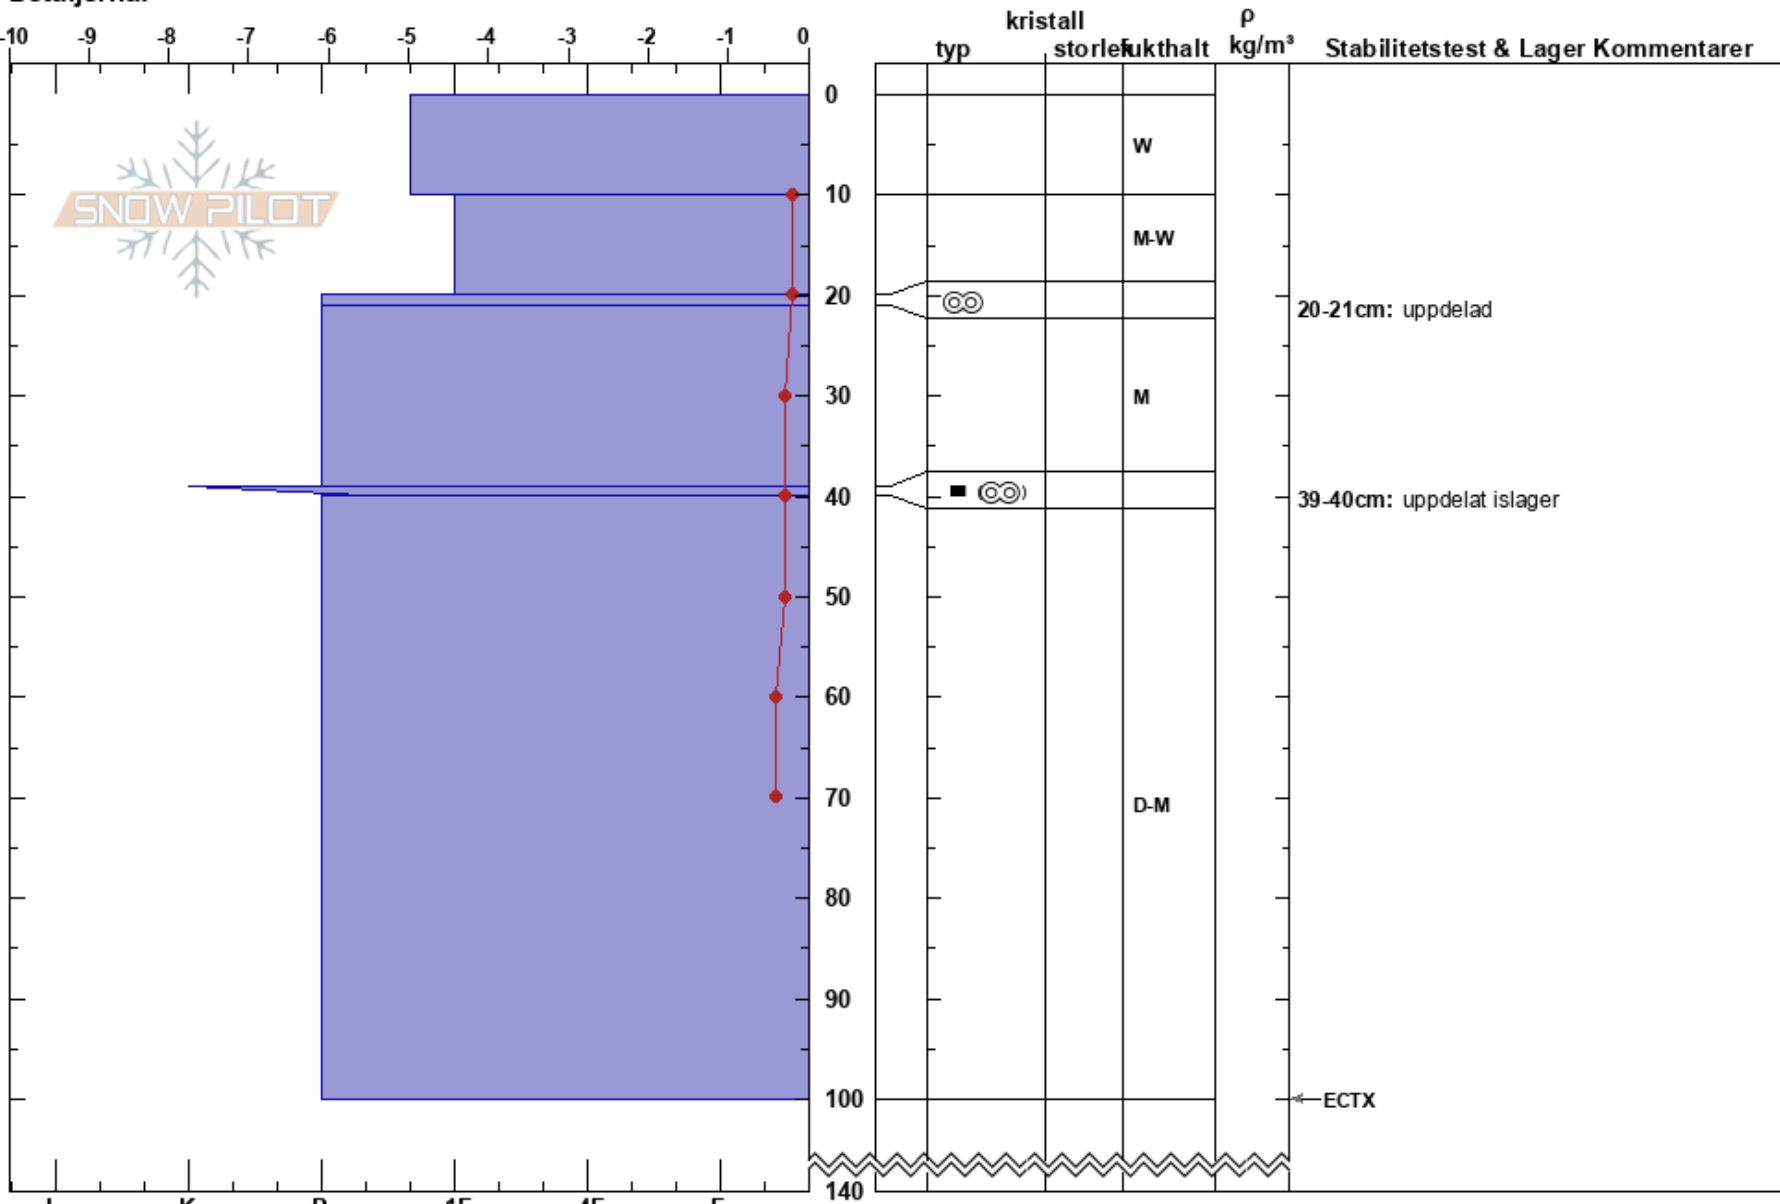 kristall ρ
-10 -9 -8 -7 -6 -5 -4 -3 -2 -1 0 typ storlek fukthalt kg/m³ Stabilitetstest & Lager Kommentarer
0
W
SNOW PILOT
10
M-W
20
20-21cm: uppdelad
30
M
40
39-40cm: uppdelat islager
50
60
70
D-M
80
90
100
ECTX
140